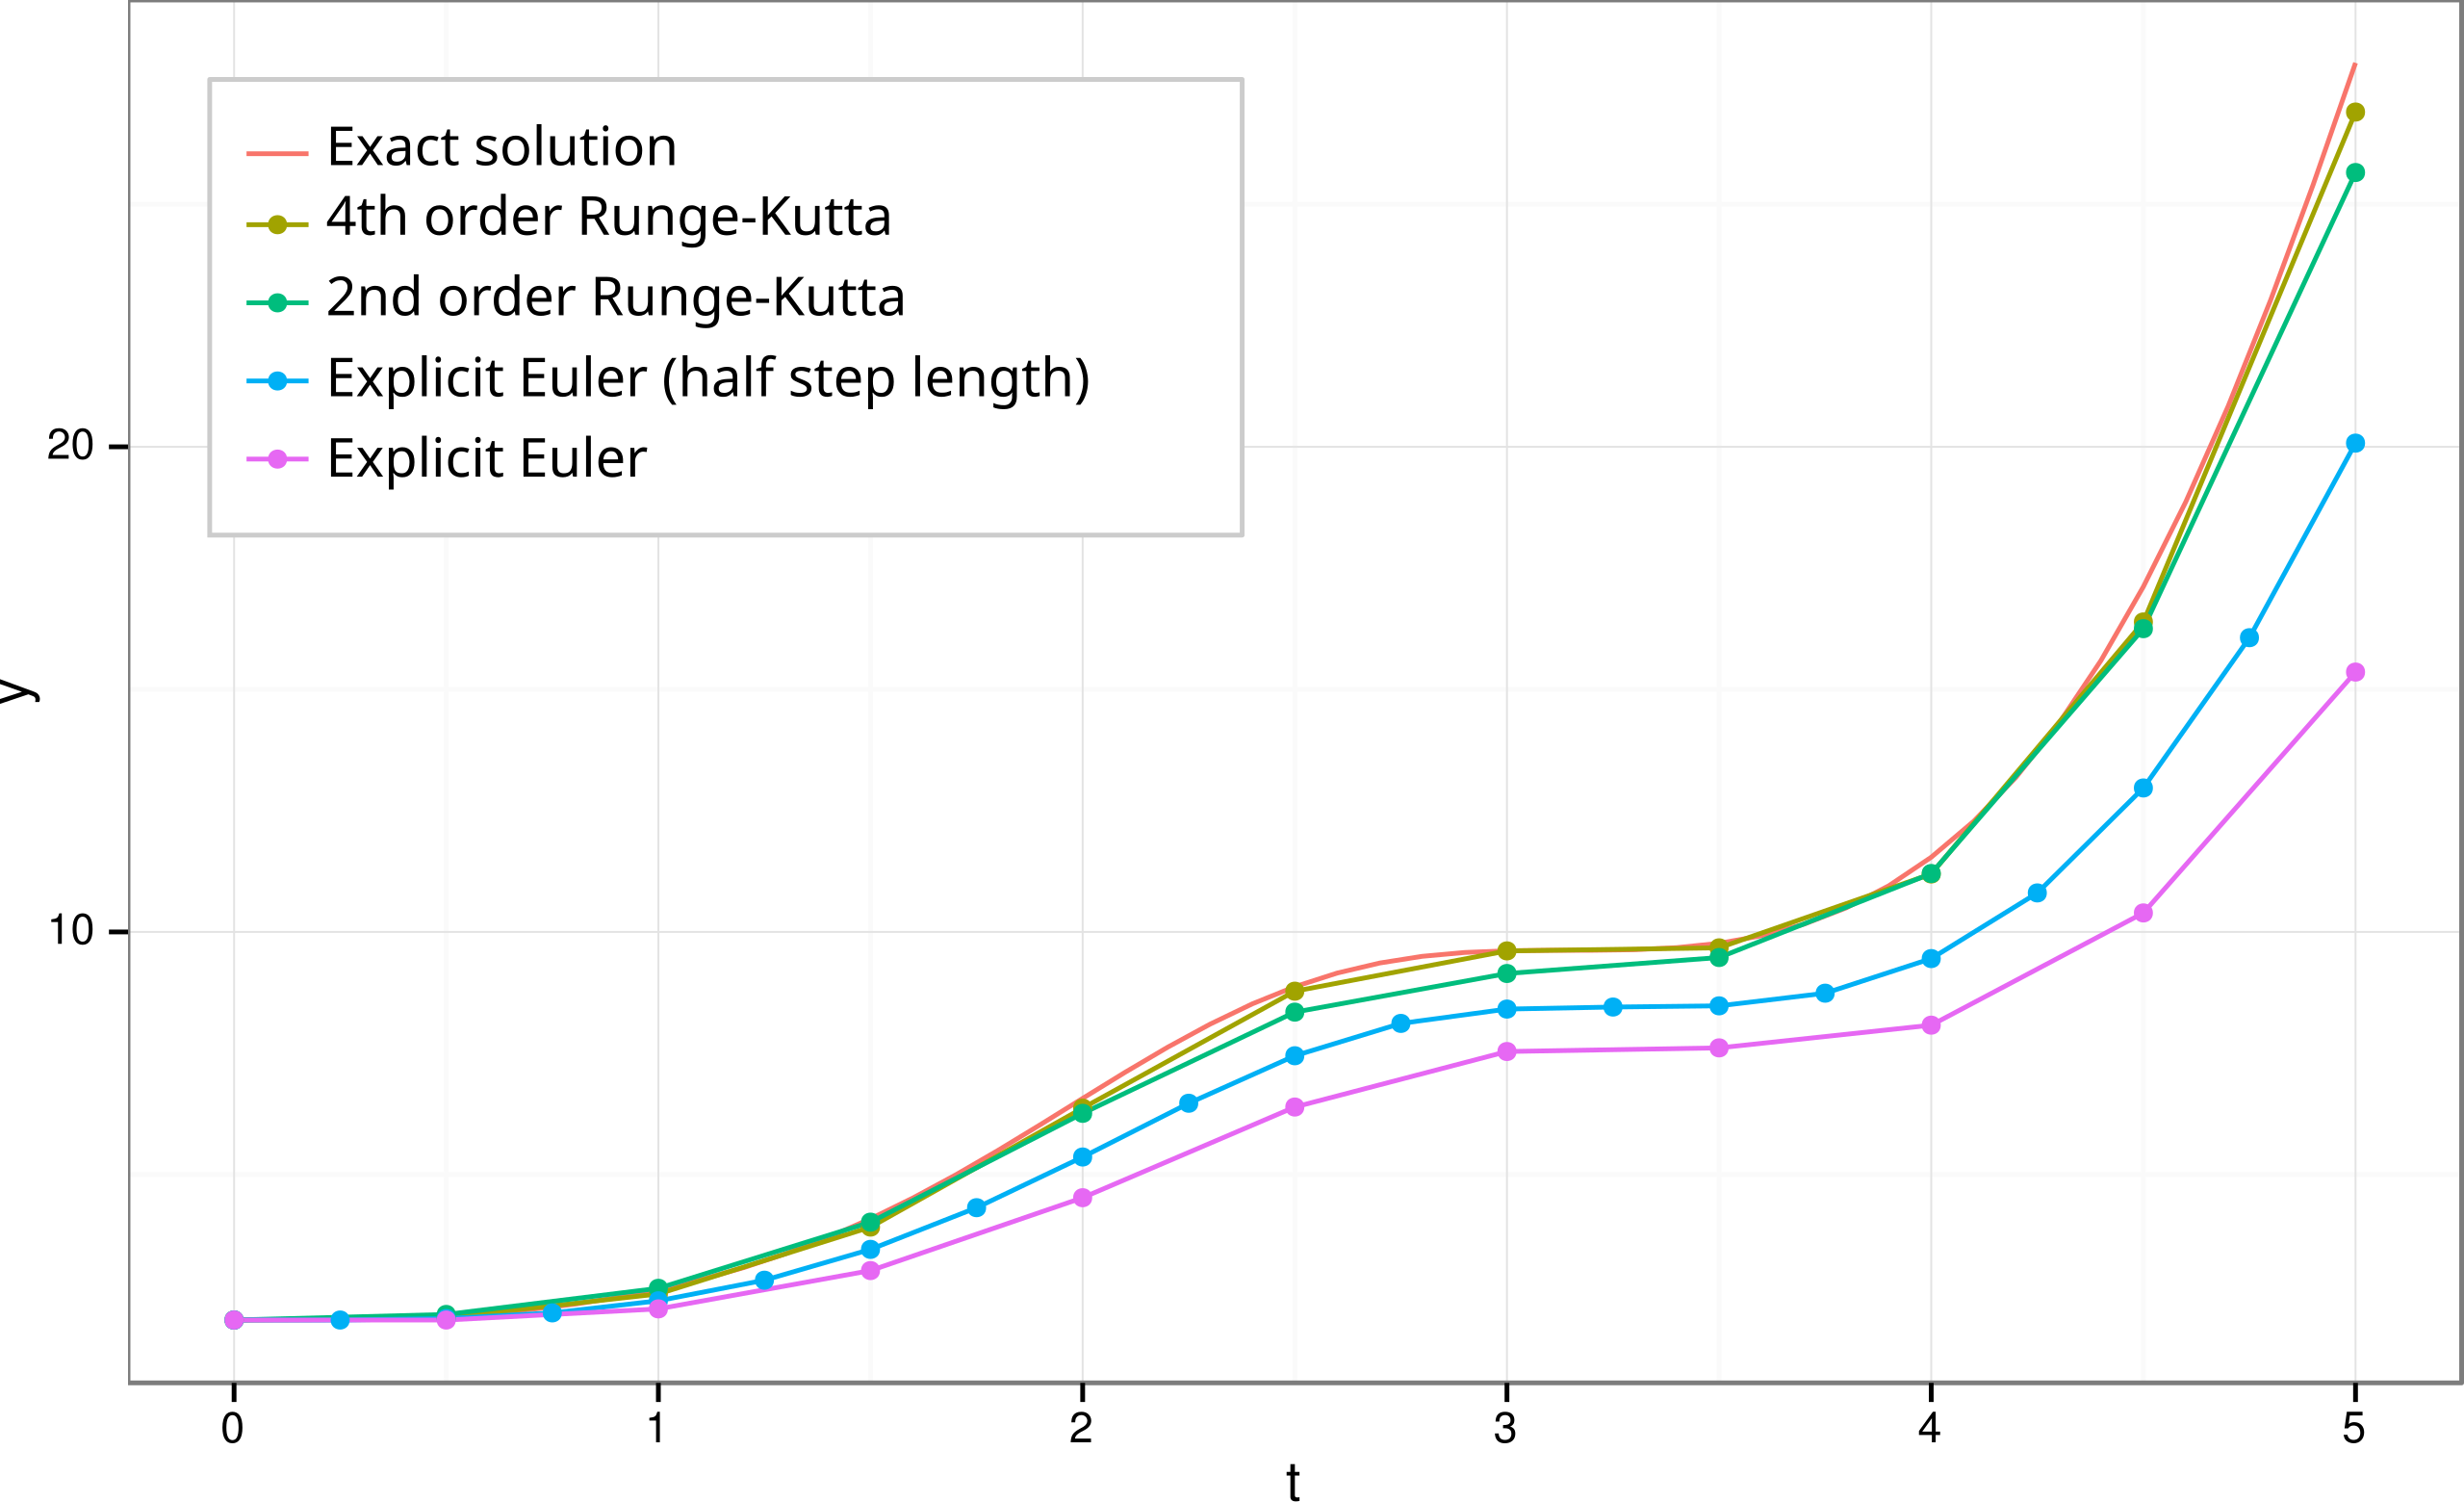 Exact solution
4th order Runge-Kutta
2nd order Runge-Kutta
Explicit Euler (half step length)
Explicit Euler
20
10
y
0 1 2 3 4 5
t